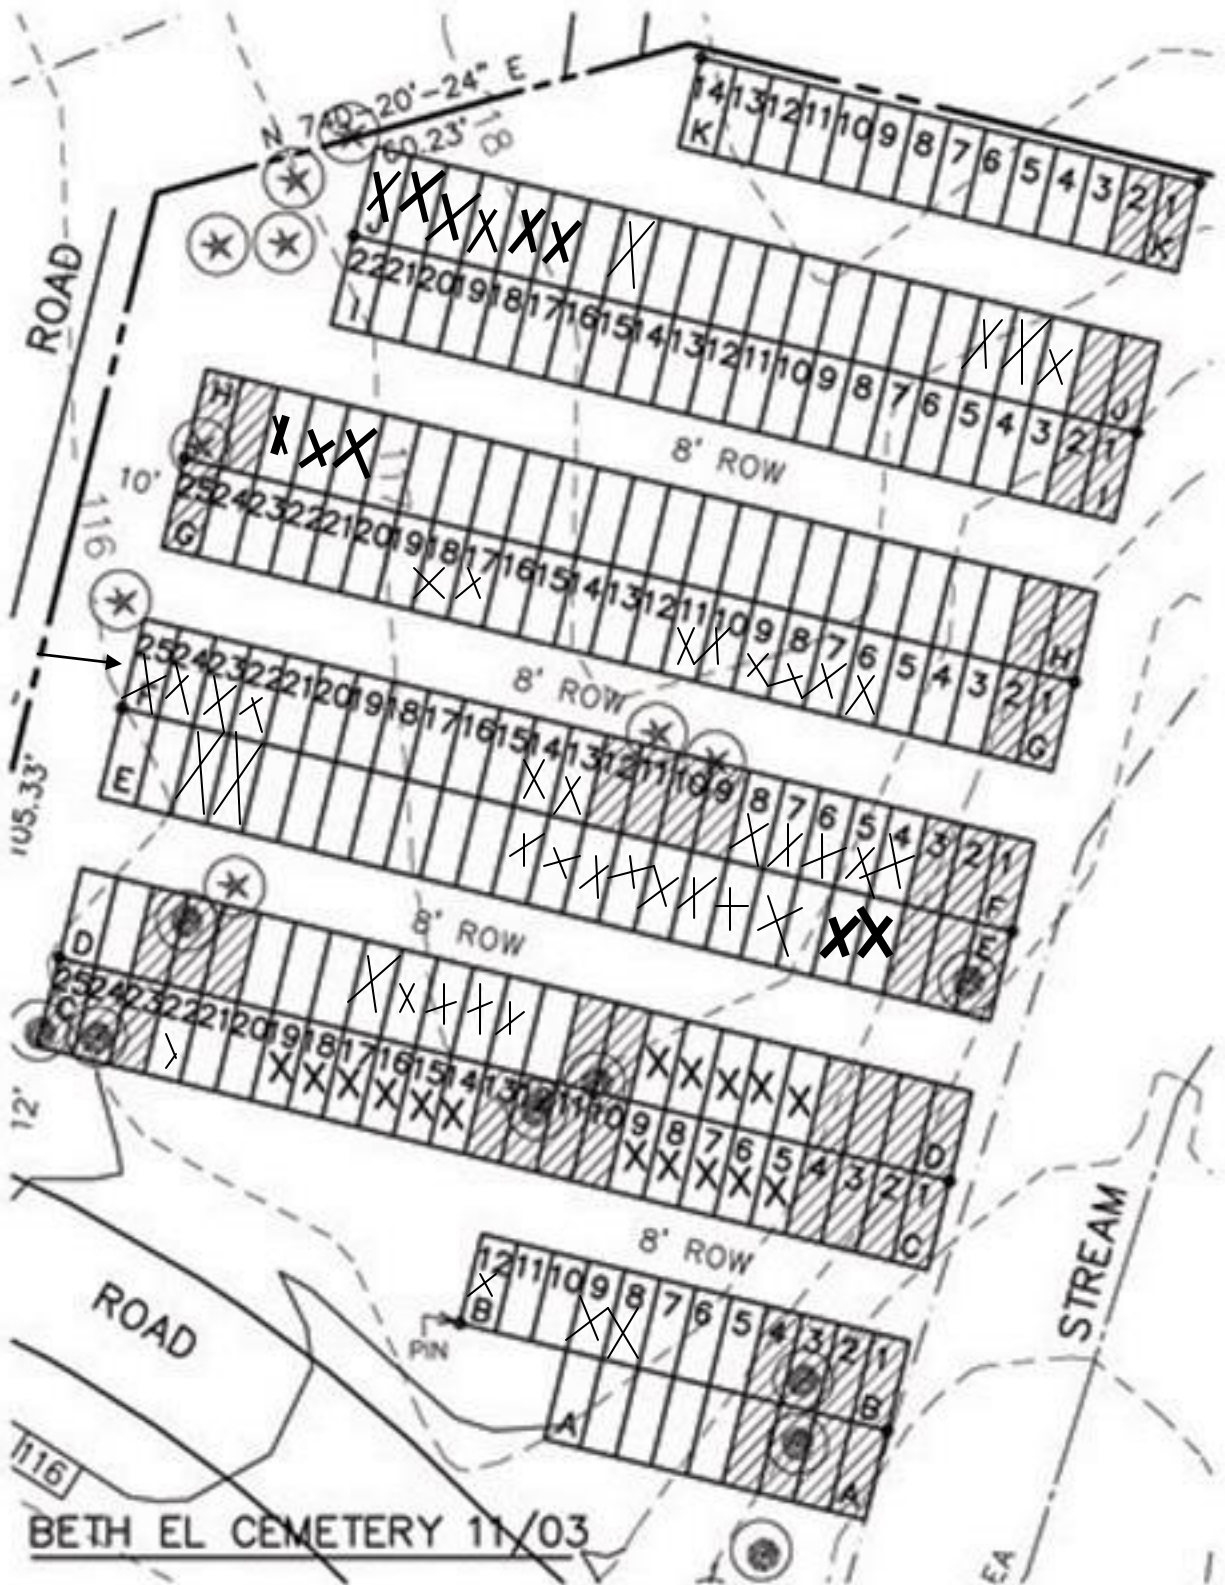 N 740-20'-24" E
60.23'
118
14 13 12 11 10 9 8 7 6 5 4 3 2 1
K K
ROAD
J J
22 21 20 19 18 17 16 15 14 13 12 11 10 9 8 7 6 5 4 3 2 1
I I
8' ROW
H H
10'
117
116
25 24 23 22 21 20 19 18 17 16 15 14 13 12 11 10 9 8 7 6 5 4 3 2 1
G G
8' ROW
25 24 23 22 21 20 19 18 17 16 15 14 13 12 11 10 9 8 7 6 5 4 3 2 1
F F
E E
105.33'
8' ROW
D D
25 24 23 22 21 20 19 18 17 16 15 14 13 12 11 10 9 8 7 6 5 4 3 2 1
C C
12'
8' ROW
12 11 10 9 8 7 6 5 4 3 2 1
B B
PIN
A A
ROAD
STREAM
116
BETH EL CEMETERY 11/03
EA